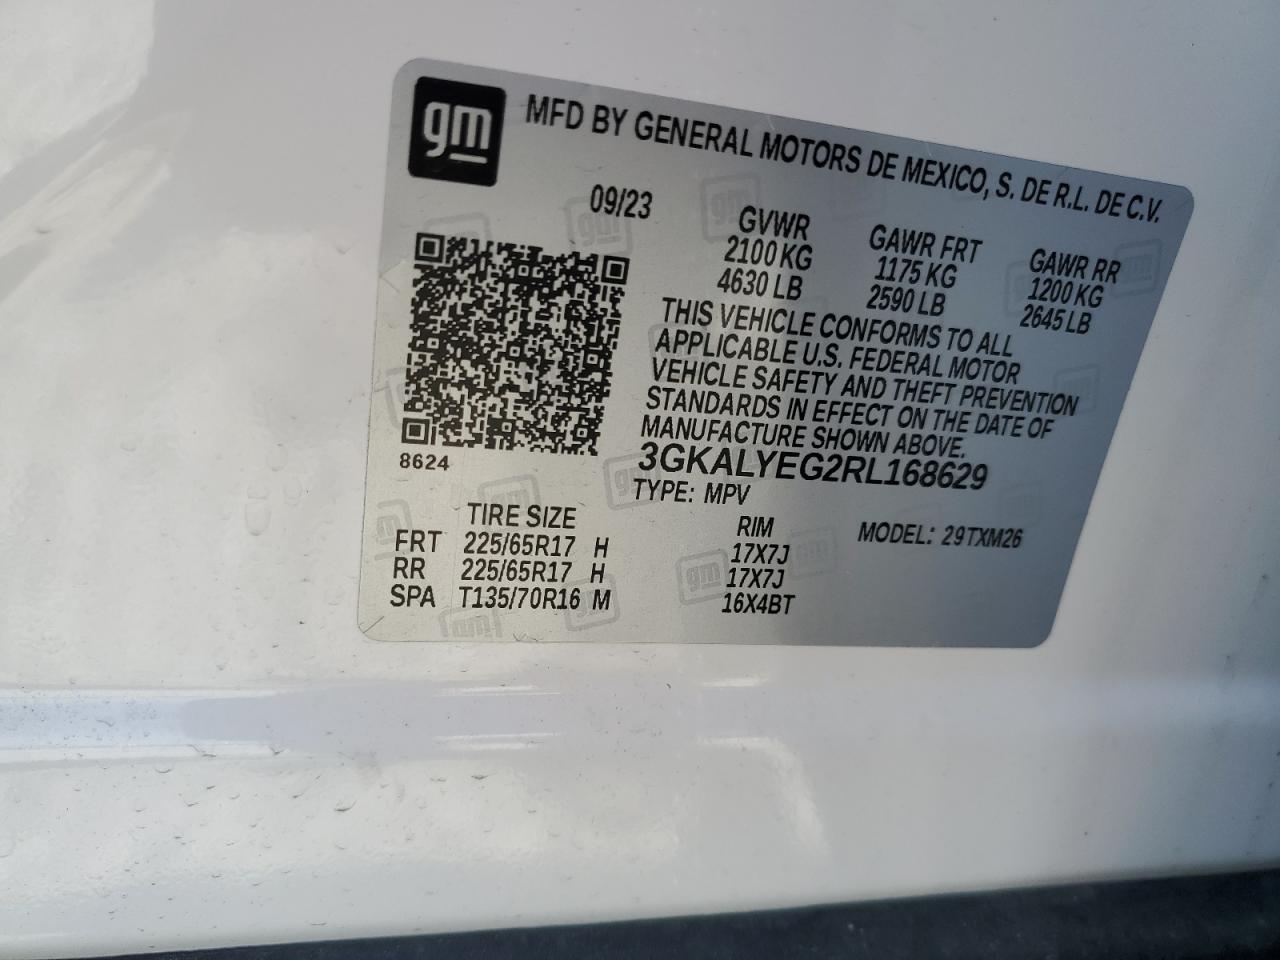 gm
MFD BY GENERAL MOTORS DE MEXICO, S. DE R.L. DE C.V.
09/23
GVWR
2100 KG
4630 LB
GAWR FRT
1175 KG
2590 LB
GAWR RR
1200 KG
2645 LB
THIS VEHICLE CONFORMS TO ALL
APPLICABLE U.S. FEDERAL MOTOR
VEHICLE SAFETY AND THEFT PREVENTION
STANDARDS IN EFFECT ON THE DATE OF
MANUFACTURE SHOWN ABOVE.
8624
3GKALYEG2RL168629
TYPE: MPV
MODEL: 29TXM26
TIRE SIZE RIM
FRT 225/65R17 H 17X7J
RR 225/65R17 H 17X7J
SPA T135/70R16 M 16X4BT